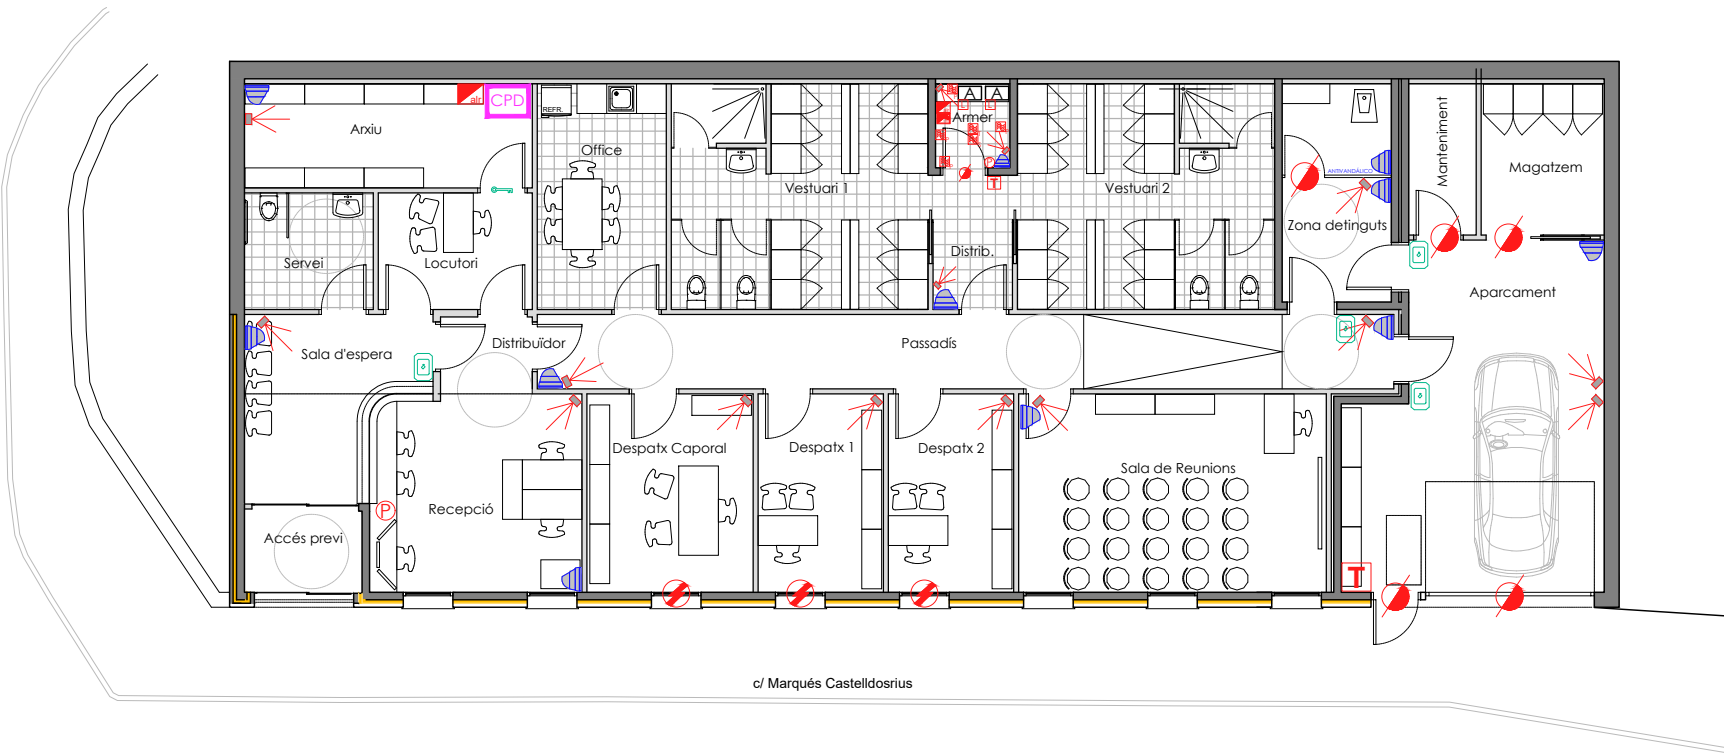 CPD
air
A A
REFR.
Arxiu
Office
Armer
Manteniment
Magatzem
ANTIVANDÀLICO
Vestuari 1
Vestuari 2
T
Zona detinguts
Servei
Locutori
Distrib.
Aparcament
Sala d'espera
Distribuïdor
Passadís
Despatx Caporal
Despatx 1
Despatx 2
Sala de Reunions
P
Recepció
Accés previ
T
c/ Marqués Castelldosrius